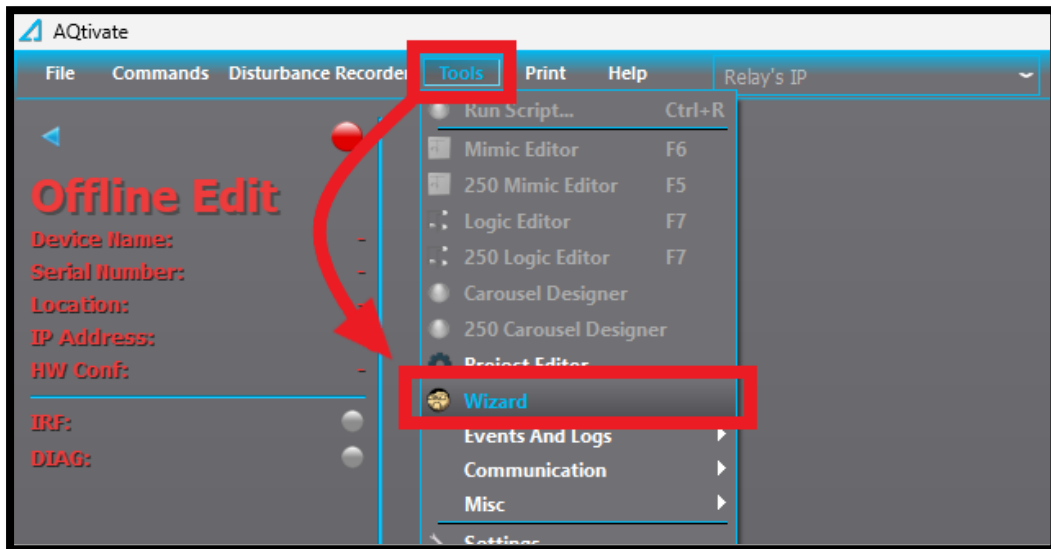 AQtivate
File Commands Disturbance Recorder Tools Print Help Relay's IP
Run Script... Ctrl+R
Mimic Editor F6
250 Mimic Editor F5
Logic Editor F7
250 Logic Editor F7
Carousel Designer
250 Carousel Designer
Project Editor
Wizard
Events And Logs
Communication
Misc
Settings
Offline Edit
Device Name: -
Serial Number: -
Location: -
IP Address:
HW Conf: -
IRF:
DIAG: